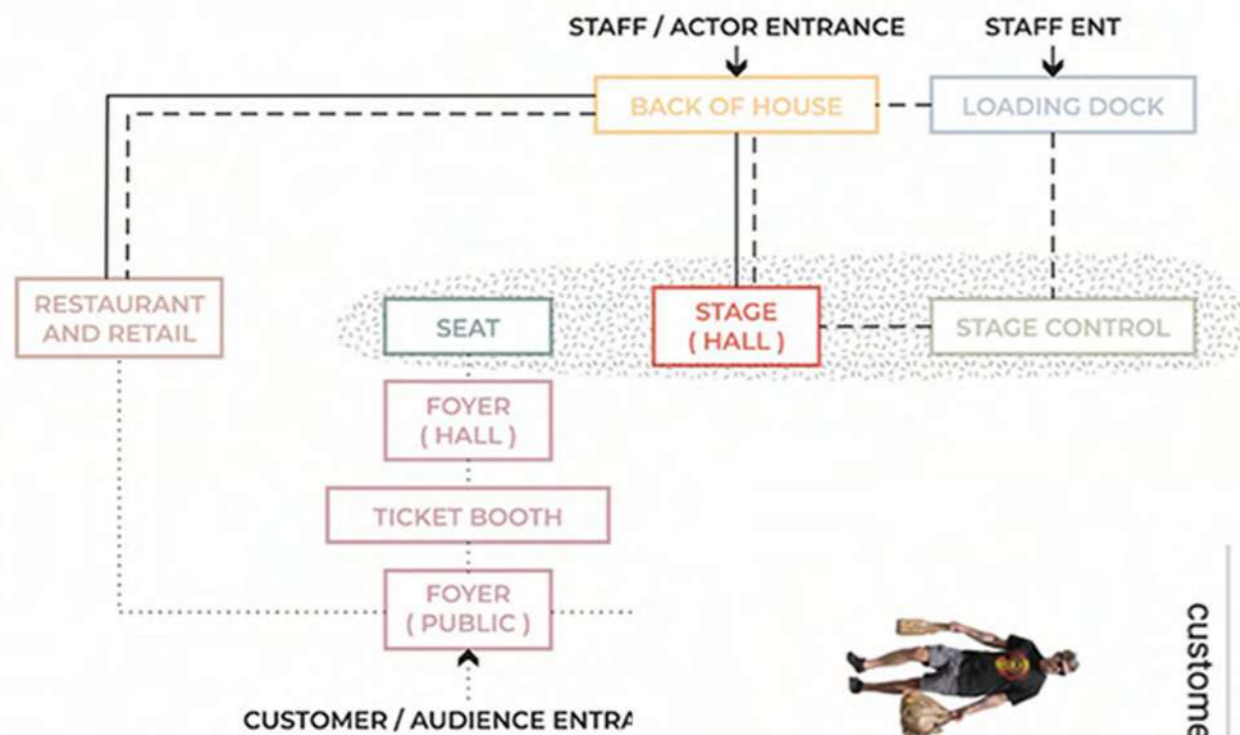 STAFF / ACTOR ENTRANCE
STAFF ENT
BACK OF HOUSE
LOADING DOCK
RESTAURANT
AND RETAIL
SEAT
STAGE
( HALL )
STAGE CONTROL
FOYER
( HALL )
TICKET BOOTH
FOYER
( PUBLIC )
CUSTOMER / AUDIENCE ENTRA
custome